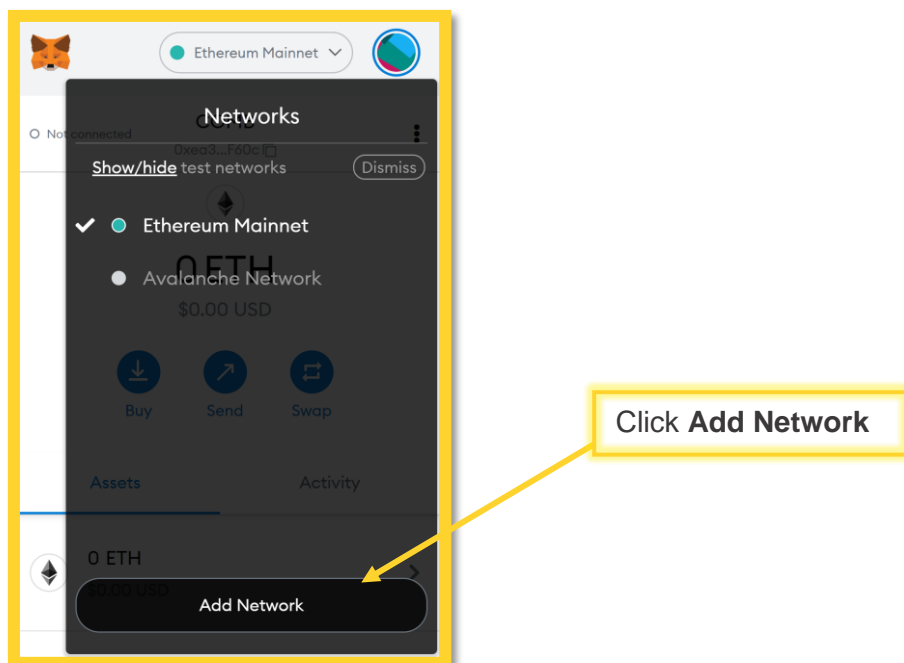 Ethereum Mainnet
Networks
Not connected
0xea3...F60c
Show/hide test networks
Dismiss
Ethereum Mainnet
0 ETH
Avalanche Network
$0.00 USD
Buy
Send
Swap
Click Add Network
Assets
Activity
0 ETH
$0.00 USD
Add Network